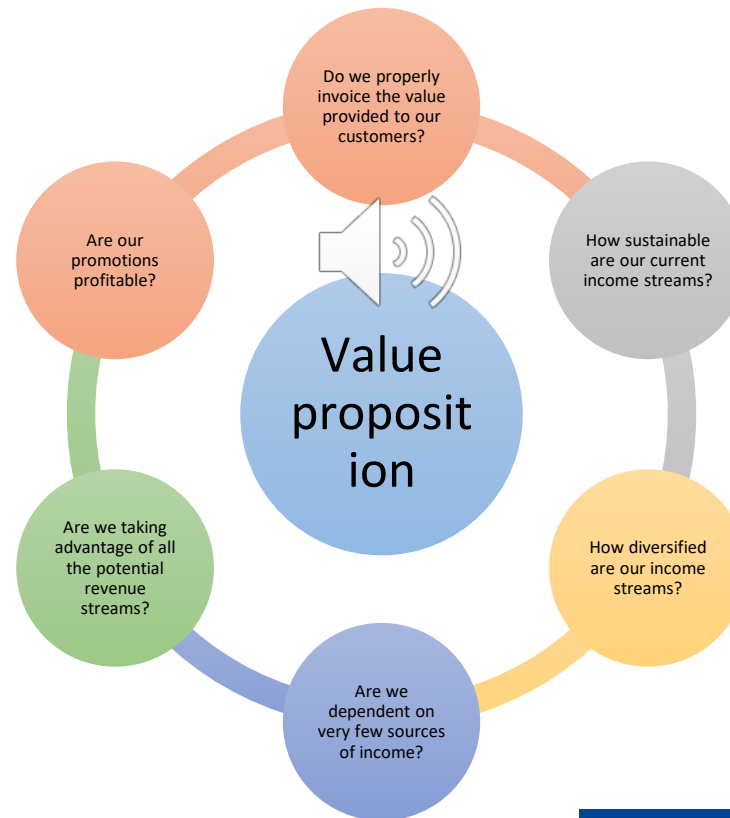 Do we properly
invoice the value
provided to our
customers?
How sustainable
are our current
income streams?
How diversified
are our income
streams?
Are we
dependent on
very few sources
of income?
Are we taking
advantage of all
the potential
revenue
streams?
Are our
promotions
profitable?
Value
proposit
ion